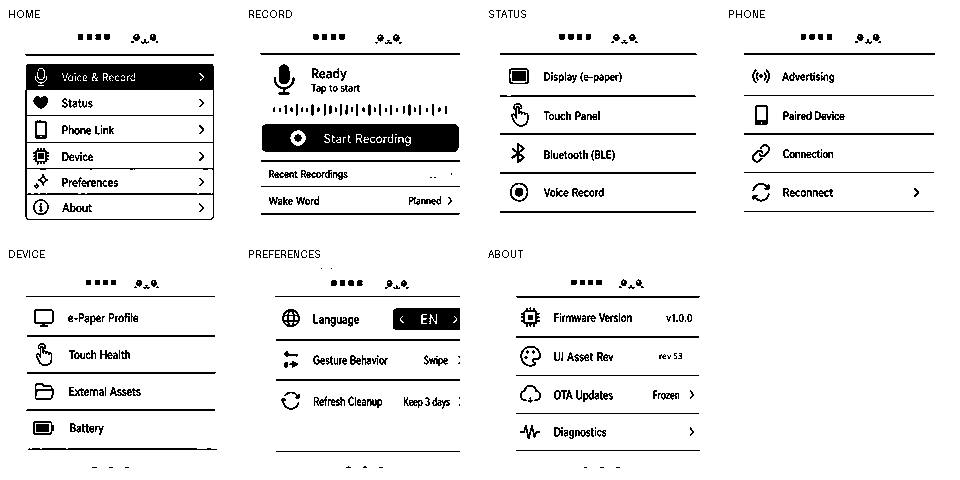 HOME
Voice & Record
Status
Phone Link
Device
Preferences
About
RECORD
Ready
Tap to start
Start Recording
Recent Recordings
Wake Word Planned
STATUS
Display (e-paper)
Touch Panel
Bluetooth (BLE)
Voice Record
PHONE
Advertising
Paired Device
Connection
Reconnect
DEVICE
e-Paper Profile
Touch Health
External Assets
Battery
PREFERENCES
Language EN
Gesture Behavior Swipe
Refresh Cleanup Keep 3 days
ABOUT
Firmware Version v1.0.0
UI Asset Rev rev 53
OTA Updates Frozen
Diagnostics